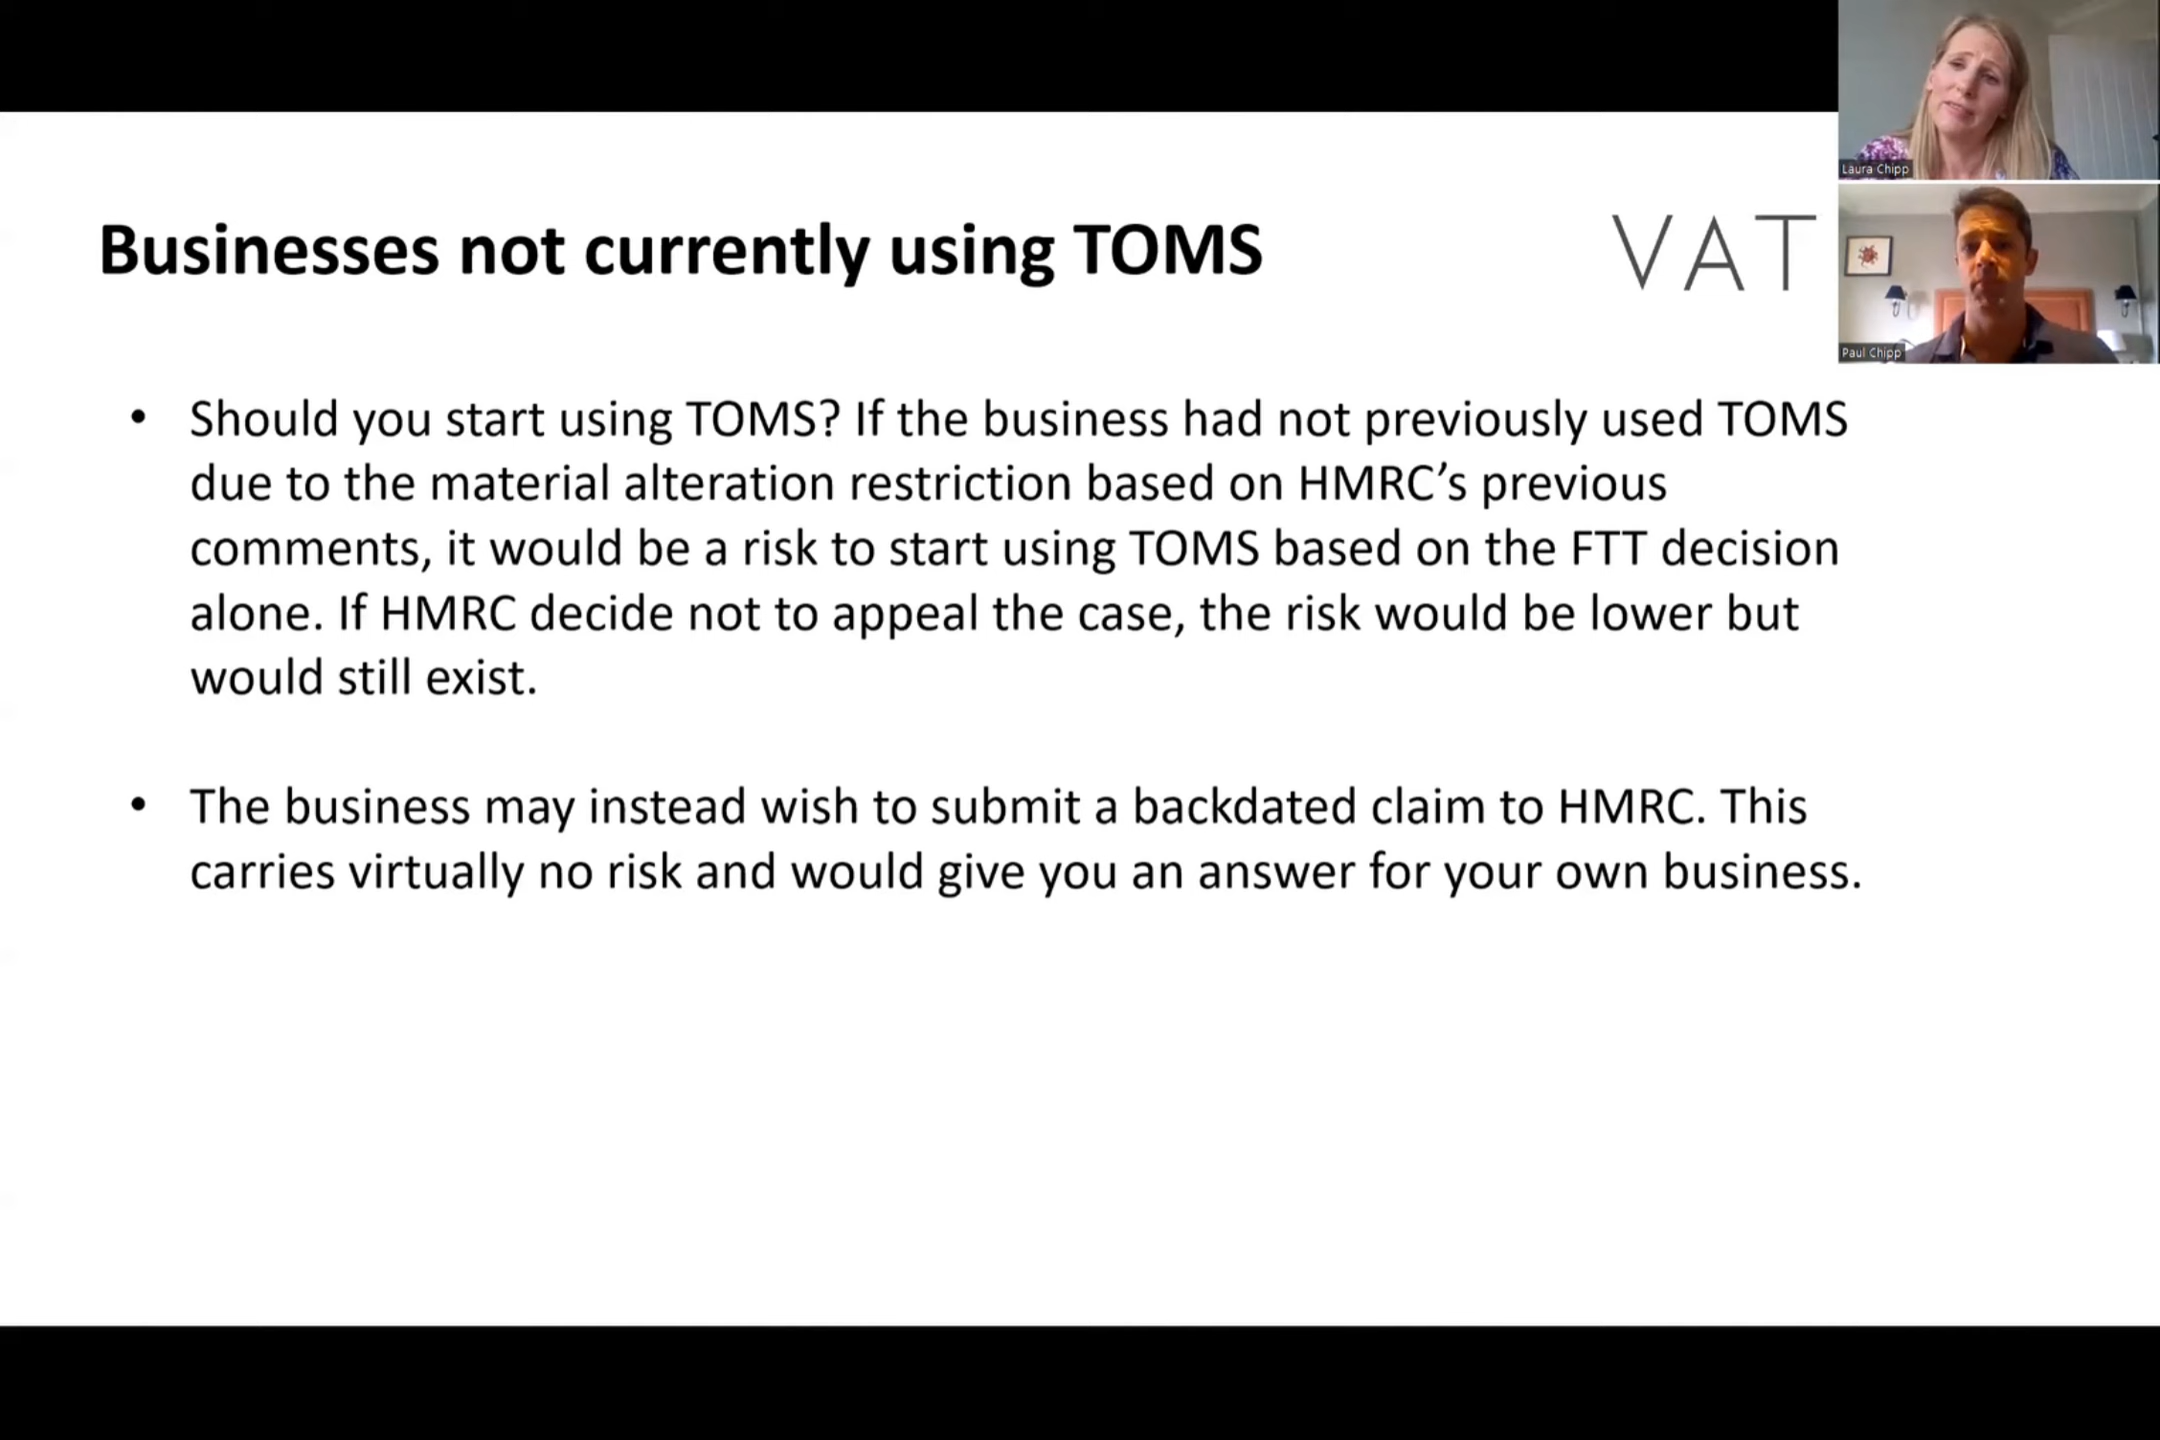 Laura Chipp
Businesses not currently using TOMS
VAT
Paul Chipp
• Should you start using TOMS? If the business had not previously used TOMS
due to the material alteration restriction based on HMRC’s previous
comments, it would be a risk to start using TOMS based on the FTT decision
alone. If HMRC decide not to appeal the case, the risk would be lower but
would still exist.
• The business may instead wish to submit a backdated claim to HMRC. This
carries virtually no risk and would give you an answer for your own business.